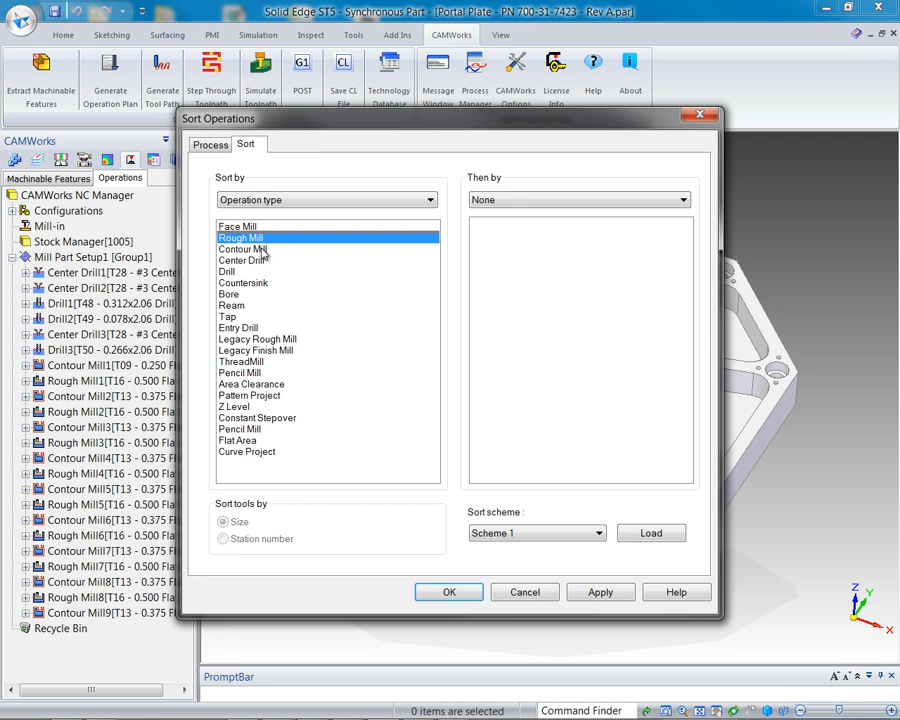 Solid Edge ST5 - Synchronous Part - [Portal Plate - PN 700-31-7423 - Rev A.par]
Home Sketching Surfacing PMI Simulation Inspect Tools Add Ins CAMWorks View
Extract Machinable Features
Generate Operation Plan
Generate Tool Path
Step Through Toolpath
Simulate Toolpath
G1
POST
CL
Save CL File
Technology Database
Message Window
Process Manager
CAMWorks Options
License Info
Help
About
CAMWorks
Machinable Features Operations
CAMWorks NC Manager
Configurations
Mill-in
Stock Manager[1005]
Mill Part Setup1 [Group1]
Center Drill1[T28 - #3 Cente
Center Drill2[T28 - #3 Cente
Drill1[T48 - 0.312x2.06 Drill]
Drill2[T49 - 0.078x2.06 Drill]
Center Drill3[T28 - #3 Cente
Drill3[T50 - 0.266x2.06 Drill]
Contour Mill1[T09 - 0.250 Fla
Rough Mill1[T16 - 0.500 Fla
Contour Mill2[T13 - 0.375
Rough Mill2[T16 - 0.500 Fla
Contour Mill3[T13 - 0.375
Rough Mill3[T16 - 0.500 Fla
Contour Mill4[T13 - 0.375
Rough Mill4[T16 - 0.500 Fla
Contour Mill5[T13 - 0.375
Rough Mill5[T16 - 0.500 Fla
Contour Mill6[T13 - 0.375
Rough Mill6[T16 - 0.500 Fla
Contour Mill7[T13 - 0.375
Rough Mill7[T16 - 0.500 Fla
Contour Mill8[T13 - 0.375
Rough Mill8[T16 - 0.500 Fla
Contour Mill9[T13 - 0.375
Recycle Bin
Sort Operations
Process Sort
Sort by
Operation type
Face Mill
Rough Mill
Contour Mill
Center Drill
Drill
Countersink
Bore
Ream
Tap
Entry Drill
Legacy Rough Mill
Legacy Finish Mill
ThreadMill
Pencil Mill
Area Clearance
Pattern Project
Z Level
Constant Stepover
Pencil Mill
Flat Area
Curve Project
Then by
None
Sort tools by
Size
Station number
Sort scheme :
Scheme 1
Load
OK Cancel Apply Help
Z
Y
X
PromptBar
0 items are selected
Command Finder